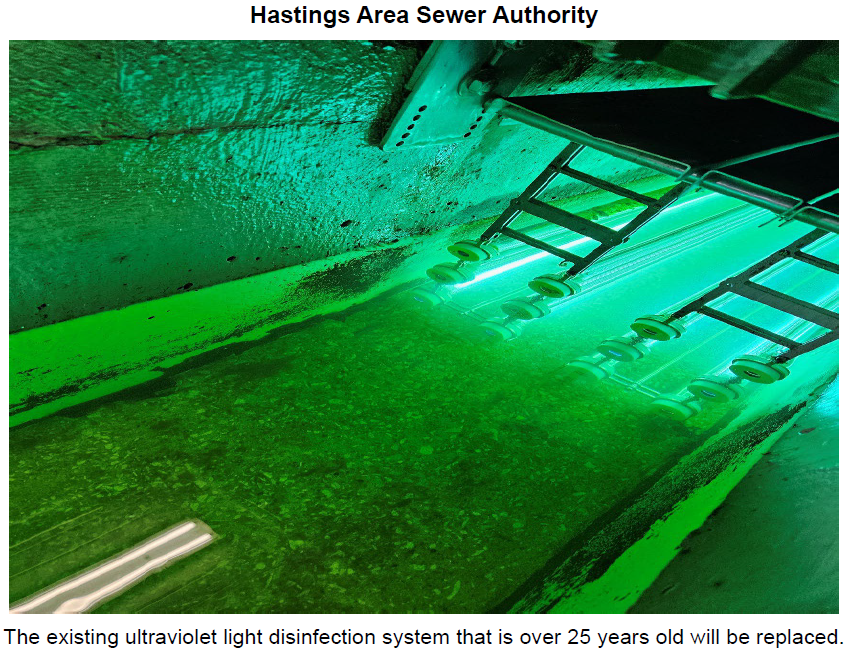 Hastings Area Sewer Authority
The existing ultraviolet light disinfection system that is over 25 years old will be replaced.